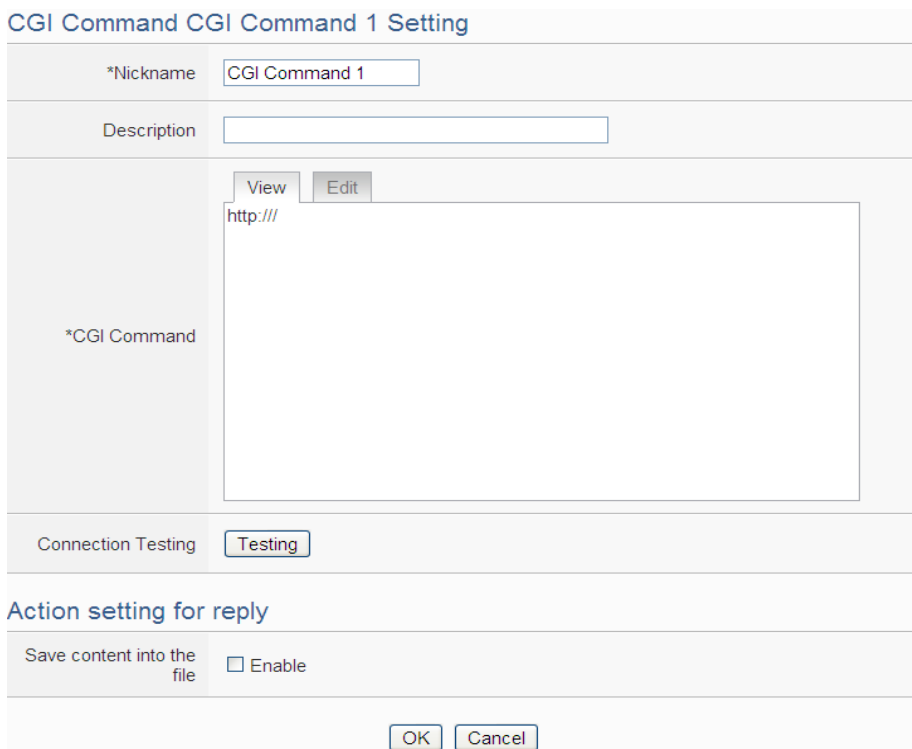 CGI Command CGI Command 1 Setting
*Nickname CGI Command 1
Description
View Edit
http:///
*CGI Command
Connection Testing Testing
Action setting for reply
Save content into the
file
Enable
OK Cancel